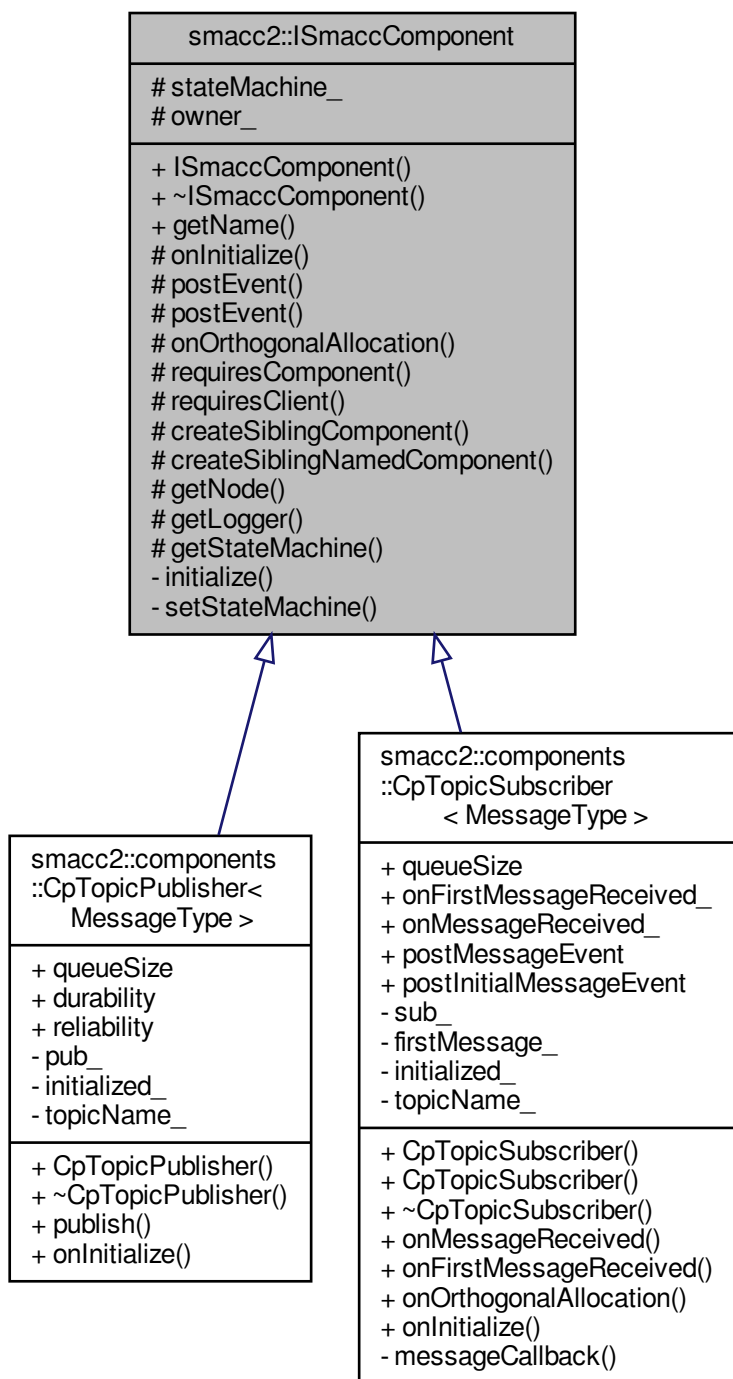 smacc2::ISmaccComponent
# stateMachine_
# owner_
+ ISmaccComponent()
+ ~ISmaccComponent()
+ getName()
# onInitialize()
# postEvent()
# postEvent()
# onOrthogonalAllocation()
# requiresComponent()
# requiresClient()
# createSiblingComponent()
# createSiblingNamedComponent()
# getNode()
# getLogger()
# getStateMachine()
- initialize()
- setStateMachine()
smacc2::components
::CpTopicPublisher<
MessageType >
+ queueSize
+ durability
+ reliability
- pub_
- initialized_
- topicName_
+ CpTopicPublisher()
+ ~CpTopicPublisher()
+ publish()
+ onInitialize()
smacc2::components
::CpTopicSubscriber
< MessageType >
+ queueSize
+ onFirstMessageReceived_
+ onMessageReceived_
+ postMessageEvent
+ postInitialMessageEvent
- sub_
- firstMessage_
- initialized_
- topicName_
+ CpTopicSubscriber()
+ CpTopicSubscriber()
+ ~CpTopicSubscriber()
+ onMessageReceived()
+ onFirstMessageReceived()
+ onOrthogonalAllocation()
+ onInitialize()
- messageCallback()